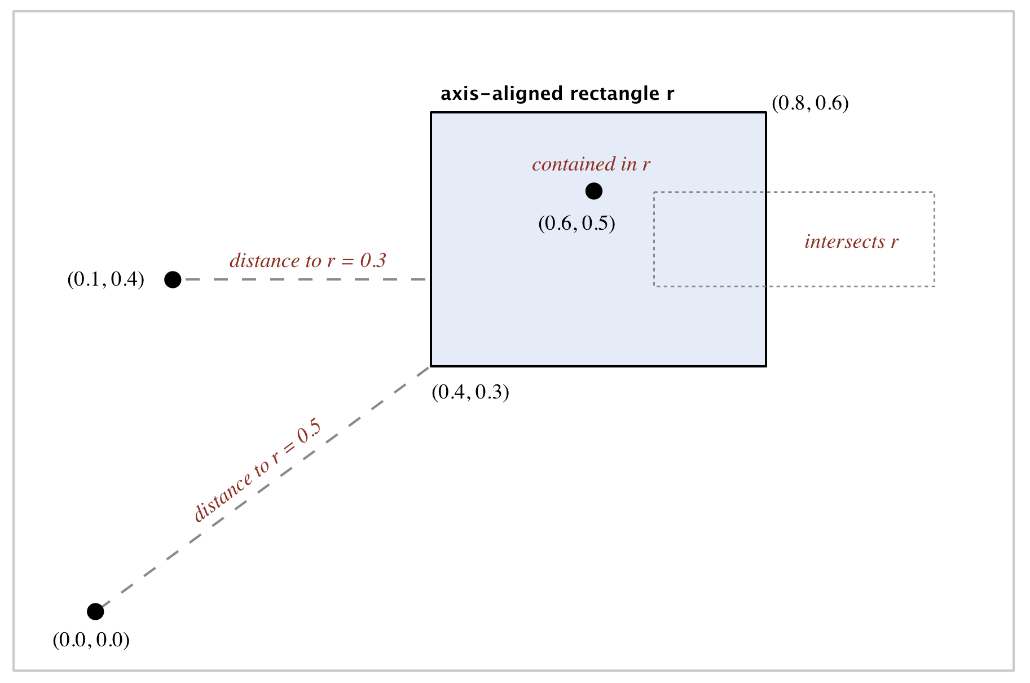 axis-aligned rectangle r
(0.8, 0.6)
contained in r
(0.6, 0.5)
intersects r
distance to r = 0.3
(0.1, 0.4)
(0.4, 0.3)
distance to r = 0.5
(0.0, 0.0)